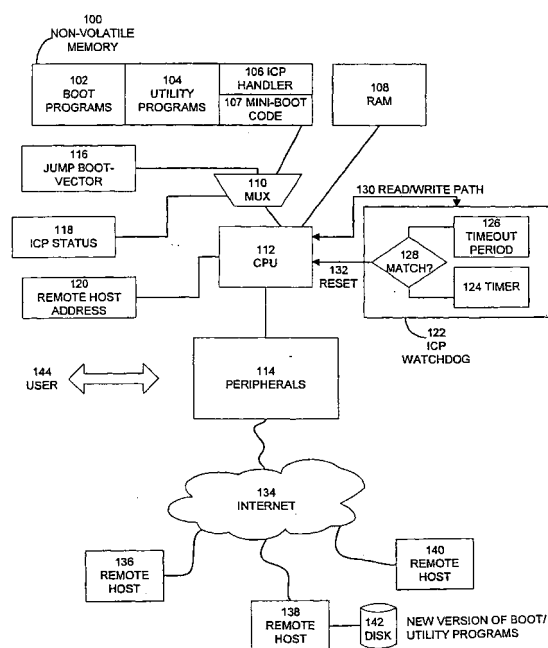 100
NON-VOLATILE
MEMORY
102
BOOT
PROGRAMS
104
UTILITY
PROGRAMS
106 ICP
HANDLER
107 MINI-BOOT
CODE
108
RAM
116
JUMP BOOT-
VECTOR
110
MUX
130 READ/WRITE PATH
118
ICP STATUS
112
CPU
126
TIMEOUT
PERIOD
128
MATCH?
132
RESET
124 TIMER
120
REMOTE HOST
ADDRESS
122
ICP
WATCHDOG
144
USER
114
PERIPHERALS
134
INTERNET
136
REMOTE
HOST
140
REMOTE
HOST
138
REMOTE
HOST
142
DISK
NEW VERSION OF BOOT/
UTILITY PROGRAMS